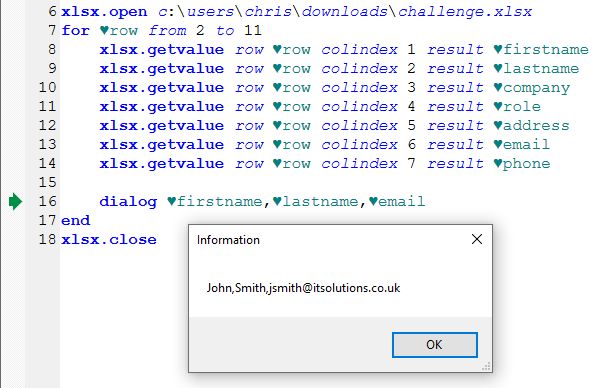 6 xlsx.open c:\users\chris\downloads\challenge.xlsx
7 for ♥row from 2 to 11
8 xlsx.getvalue row ♥row colindex 1 result ♥firstname
9 xlsx.getvalue row ♥row colindex 2 result ♥lastname
10 xlsx.getvalue row ♥row colindex 3 result ♥company
11 xlsx.getvalue row ♥row colindex 4 result ♥role
12 xlsx.getvalue row ♥row colindex 5 result ♥address
13 xlsx.getvalue row ♥row colindex 6 result ♥email
14 xlsx.getvalue row ♥row colindex 7 result ♥phone
15
16 dialog ♥firstname,♥lastname,♥email
17 end
18 xlsx.close
Information
John,Smith,jsmith@itsolutions.co.uk
OK